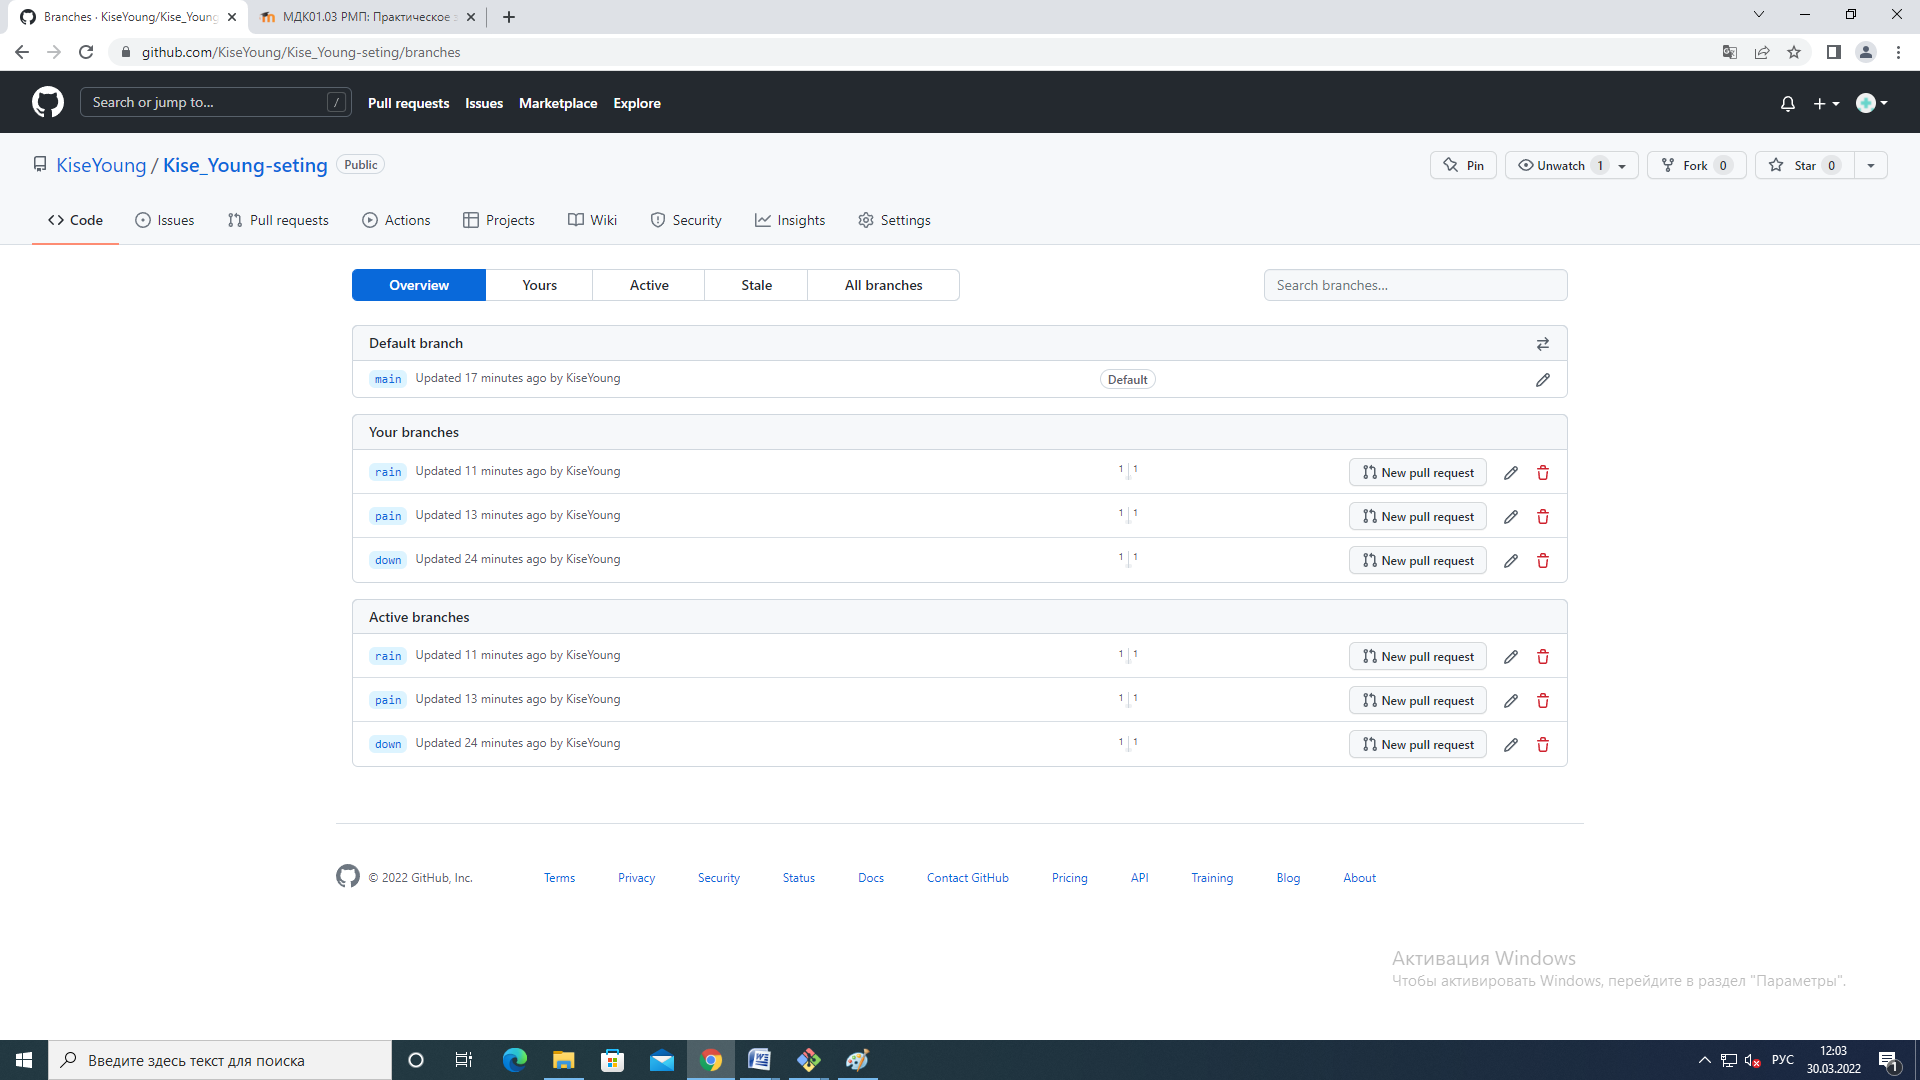 Branches · KiseYoung/Kise_Young
МДК01.03 РМП: Практическое
github.com/KiseYoung/Kise_Young-seting/branches
Search or jump to... /
Pull requests Issues Marketplace Explore
KiseYoung / Kise_Young-seting Public
Pin Unwatch 1 Fork 0 Star 0
Code Issues Pull requests Actions Projects Wiki Security Insights Settings
Overview Yours Active Stale All branches Search branches...
Default branch
main Updated 17 minutes ago by KiseYoung Default
Your branches
rain Updated 11 minutes ago by KiseYoung 1 1 New pull request
pain Updated 13 minutes ago by KiseYoung 1 1 New pull request
down Updated 24 minutes ago by KiseYoung 1 1 New pull request
Active branches
rain Updated 11 minutes ago by KiseYoung 1 1 New pull request
pain Updated 13 minutes ago by KiseYoung 1 1 New pull request
down Updated 24 minutes ago by KiseYoung 1 1 New pull request
© 2022 GitHub, Inc. Terms Privacy Security Status Docs Contact GitHub Pricing API Training Blog About
Активация Windows
Чтобы активировать Windows, перейдите в раздел "Параметры".
Введите здесь текст для поиска
РУС
12:03
30.03.2022
1